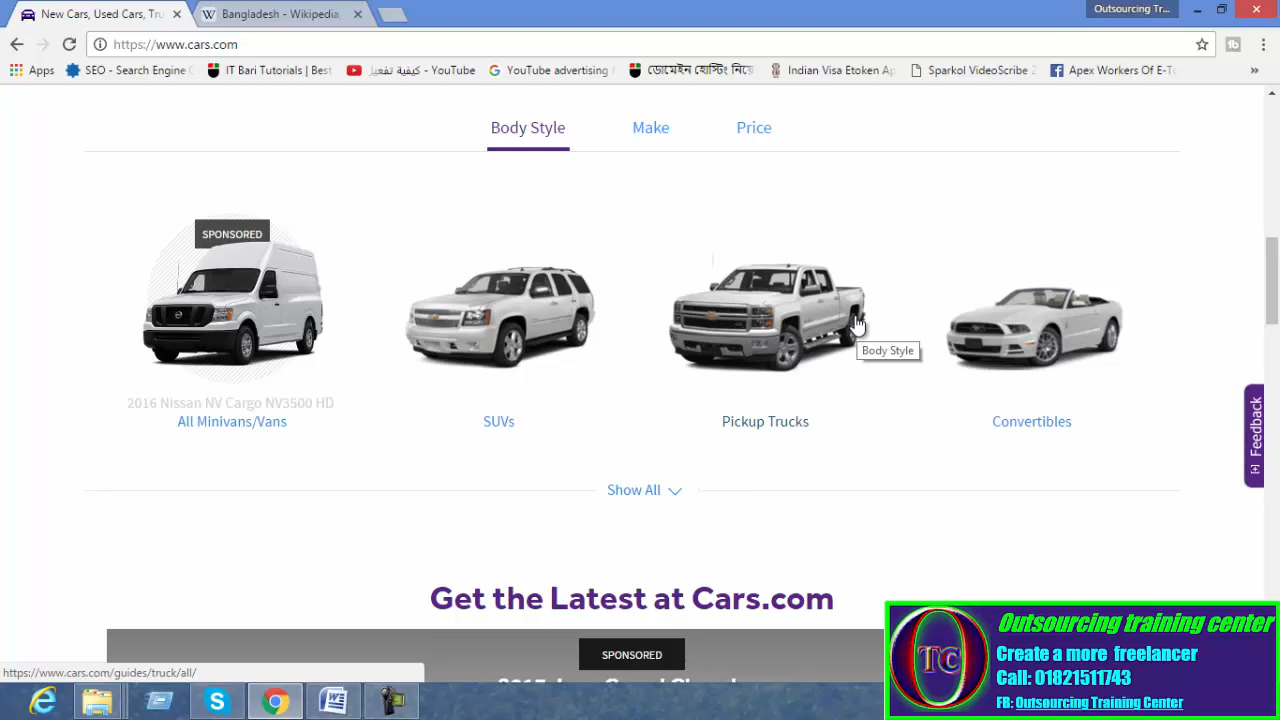 New Cars, Used Cars, Tru
Bangladesh - Wikipedia,
Outsourcing Tr...
https://www.cars.com
Apps
SEO - Search Engine
IT Bari Tutorials | Best
كيفية تفعيل - YouTube
YouTube advertising
ডোমেইন হোস্টিং নিয়ে
Indian Visa Etoken Ap
Sparkol VideoScribe 2
Apex Workers Of E-To
Body Style
Make
Price
SPONSORED
Body Style
2016 Nissan NV Cargo NV3500 HD
All Minivans/Vans
SUVs
Pickup Trucks
Convertibles
[+] Feedback
Show All
Get the Latest at Cars.com
SPONSORED
https://www.cars.com/guides/truck/all/
OTC
Outsourcing training center
Create a more freelancer
Call: 01821511743
FB: Outsourcing Training Center